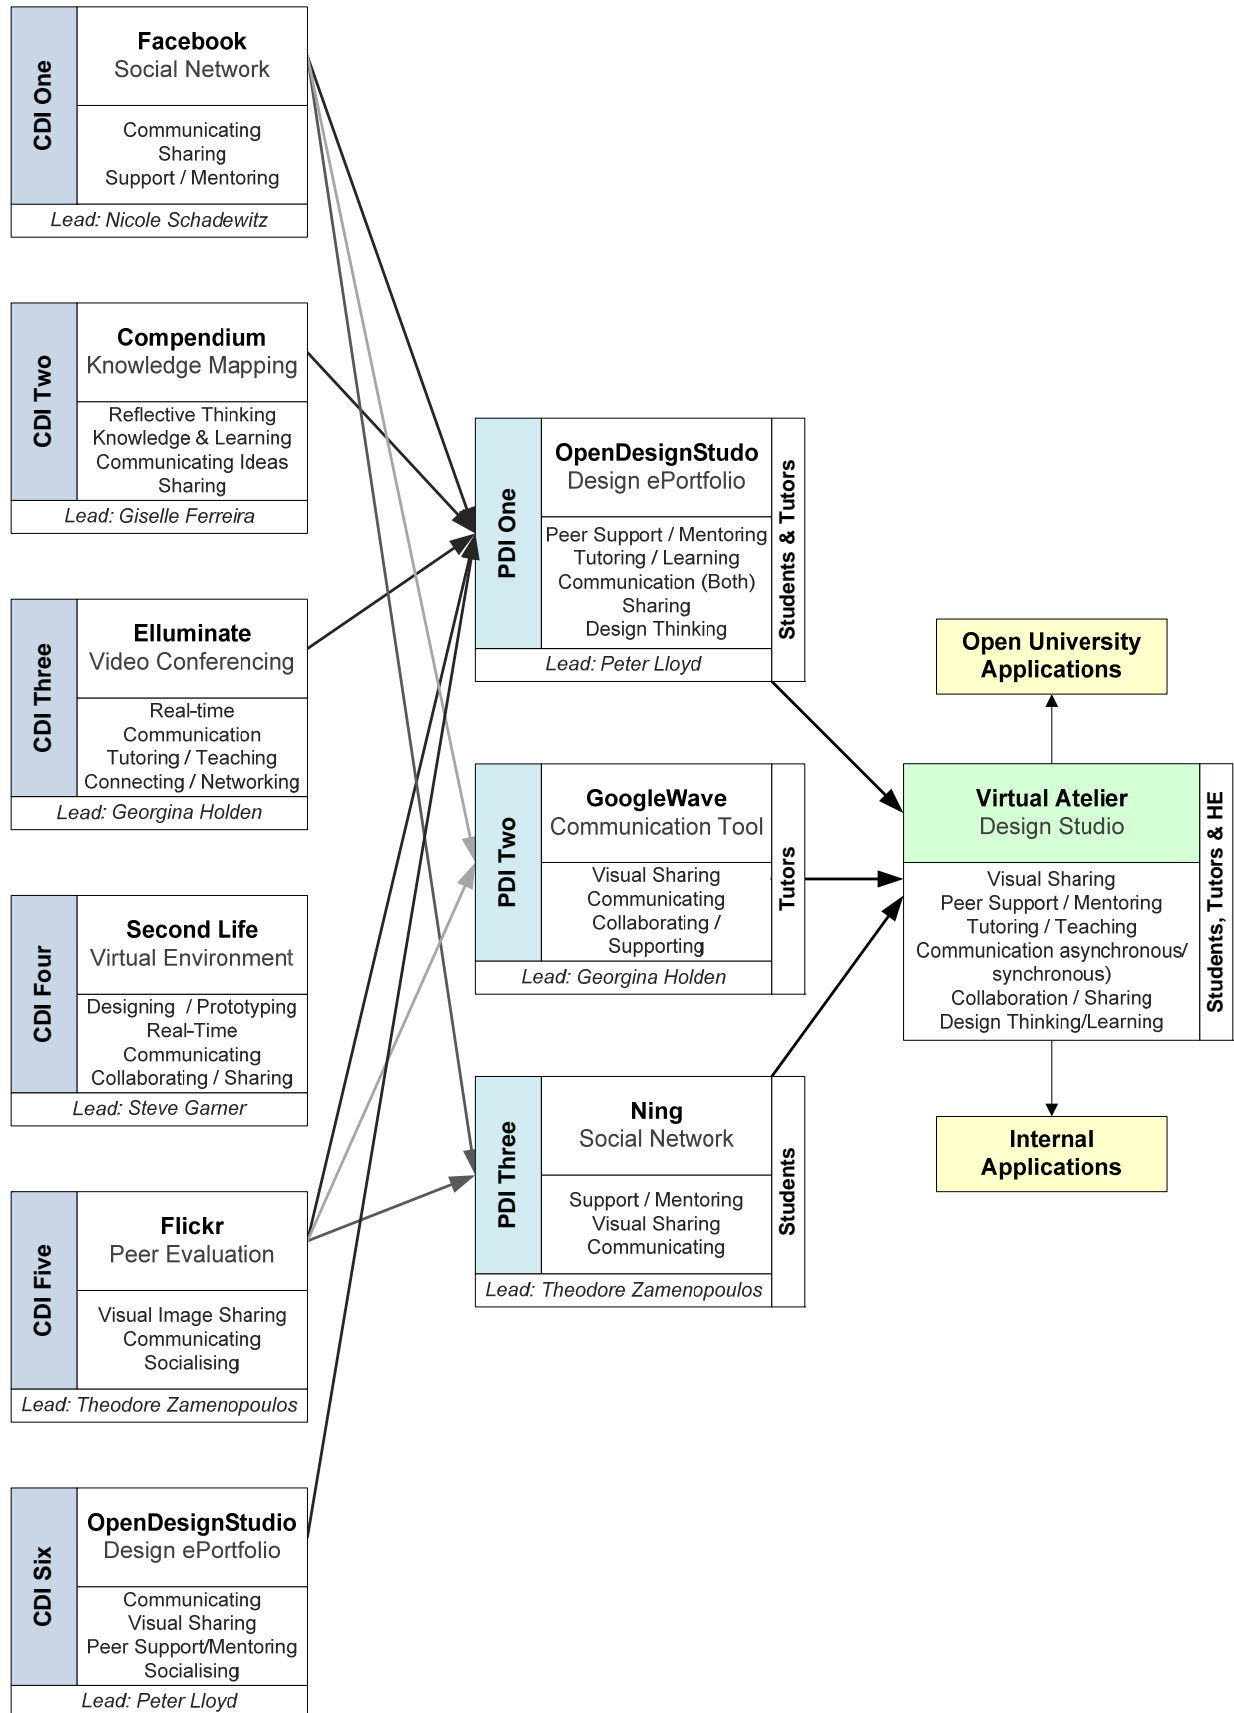 CDI One
Facebook
Social Network
Communicating
Sharing
Support / Mentoring
Lead: Nicole Schadewitz
CDI Two
Compendium
Knowledge Mapping
Reflective Thinking
Knowledge & Learning
Communicating Ideas
Sharing
Lead: Giselle Ferreira
CDI Three
Elluminate
Video Conferencing
Real-time
Communication
Tutoring / Teaching
Connecting / Networking
Lead: Georgina Holden
CDI Four
Second Life
Virtual Environment
Designing / Prototyping
Real-Time
Communicating
Collaborating / Sharing
Lead: Steve Garner
CDI Five
Flickr
Peer Evaluation
Visual Image Sharing
Communicating
Socialising
Lead: Theodore Zamenopoulos
CDI Six
OpenDesignStudio
Design ePortfolio
Communicating
Visual Sharing
Peer Support/Mentoring
Socialising
Lead: Peter Lloyd
PDI One
OpenDesignStudo
Design ePortfolio
Peer Support / Mentoring
Tutoring / Learning
Communication (Both)
Sharing
Design Thinking
Lead: Peter Lloyd
Students & Tutors
PDI Two
GoogleWave
Communication Tool
Visual Sharing
Communicating
Collaborating /
Supporting
Lead: Georgina Holden
Tutors
PDI Three
Ning
Social Network
Support / Mentoring
Visual Sharing
Communicating
Lead: Theodore Zamenopoulos
Students
Open University
Applications
Virtual Atelier
Design Studio
Visual Sharing
Peer Support / Mentoring
Tutoring / Teaching
Communication asynchronous/
synchronous)
Collaboration / Sharing
Design Thinking/Learning
Students, Tutors & HE
Internal
Applications